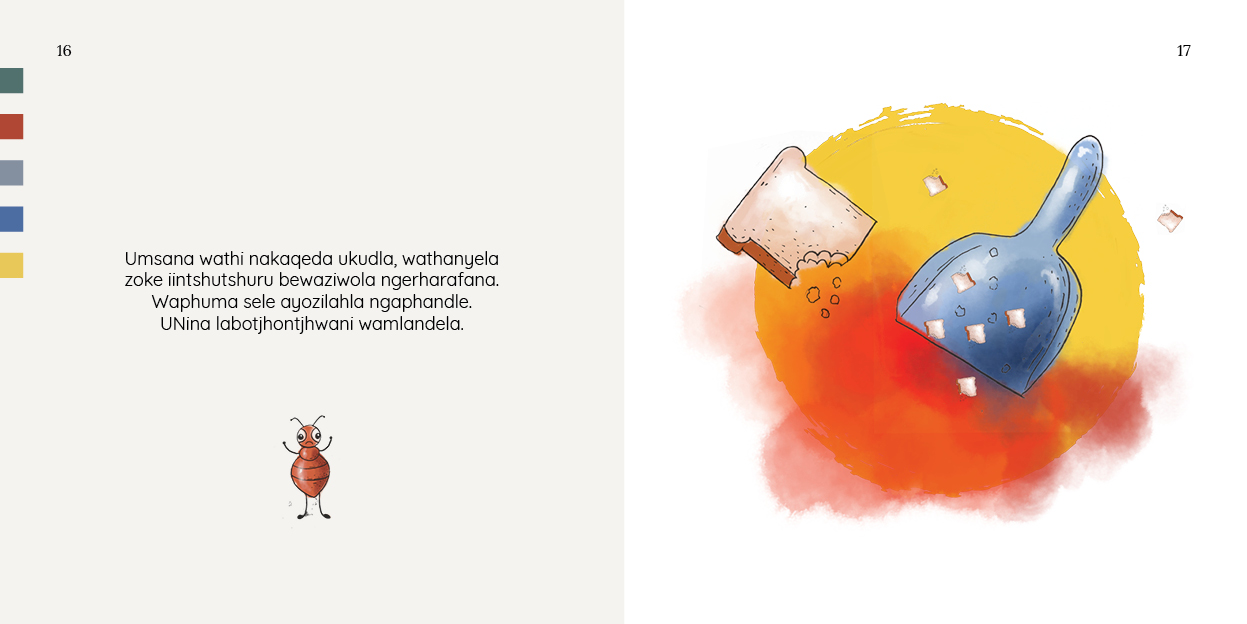 16
Umsana wathi nakaqeda ukudla, wathanyela
zoke iintshutshuru bewaziwola ngerharafana.
Waphuma sele ayozilahla ngaphandle.
UNina labotjhontjhwani wamlandela.
17